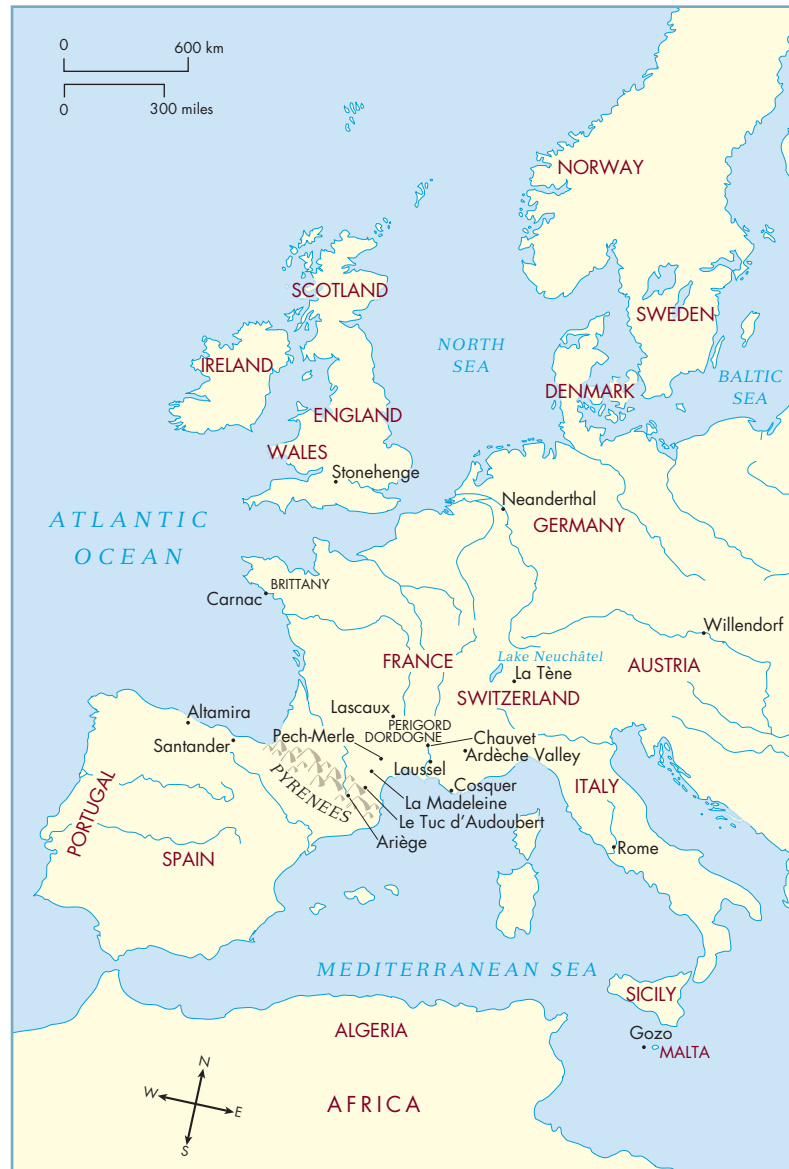 0 600 km
0 300 miles
NORWAY
SCOTLAND
SWEDEN
NORTH
SEA
IRELAND
BALTIC
SEA
DENMARK
ENGLAND
WALES
Stonehenge
Neanderthal
GERMANY
ATLANTIC
OCEAN
BRITTANY
Carnac
Willendorf
Lake Neuchâtel
FRANCE
AUSTRIA
La Tène
SWITZERLAND
Lascaux
Altamira
PERIGORD
DORDOGNE
Pech-Merle
Chauvet
Santander
Ardèche Valley
Laussel
PYRENEES
Cosquer
ITALY
La Madeleine
PORTUGAL
Le Tuc d'Audoubert
Ariège
Rome
SPAIN
MEDITERRANEAN SEA
SICILY
ALGERIA
Gozo
MALTA
N
W
E
S
AFRICA